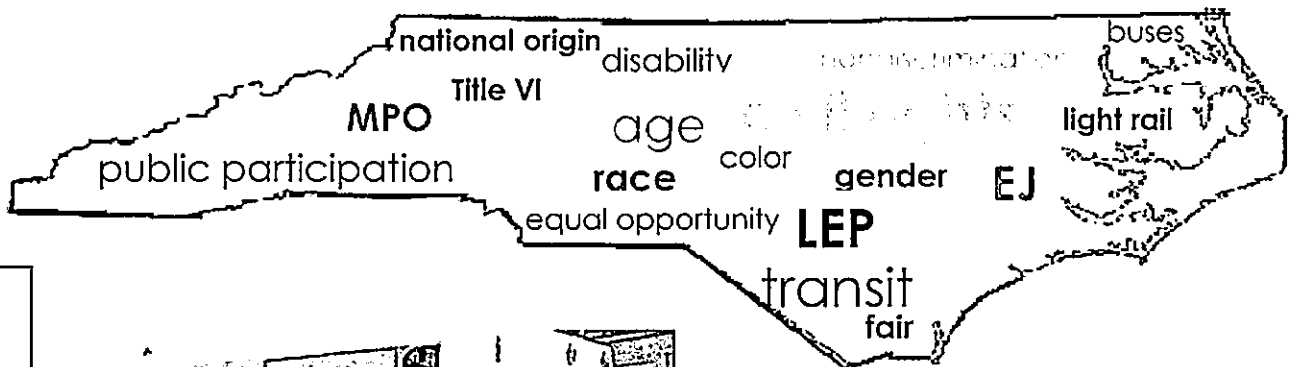 national origin
disability
buses
Title VI
MPO
age
light rail
color
public participation
race
gender
EJ
equal opportunity
LEP
transit
fair